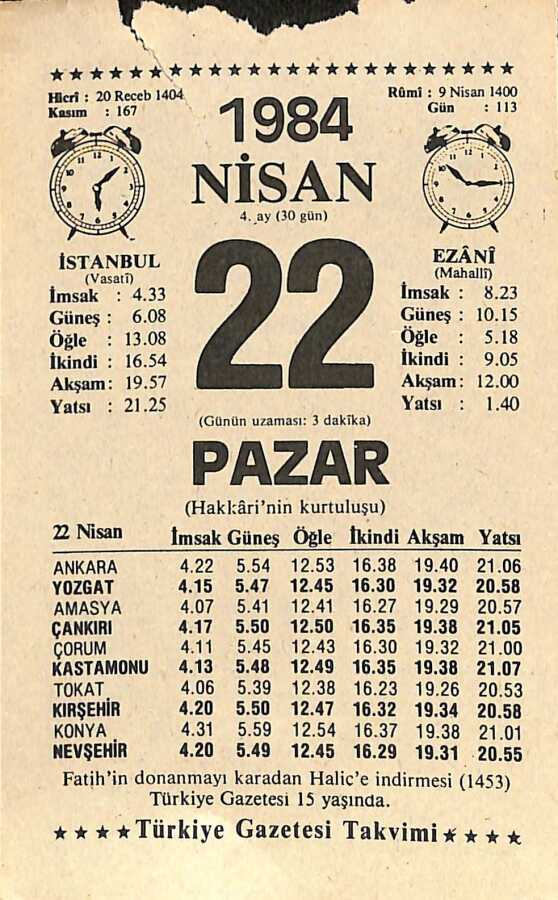 ★★★★★★★★★★★★★★★★★★★★★★★
Hicrî : 20 Receb 1404
Kasım : 167
1984
Rûmî : 9 Nisan 1400
Gün : 113
NİSAN
4. ay (30 gün)
22
İSTANBUL
(Vasatî)
İmsak : 4.33
Güneş : 6.08
Öğle : 13.08
İkindi : 16.54
Akşam : 19.57
Yatsı : 21.25
EZÂNÎ
(Mahallî)
İmsak : 8.23
Güneş : 10.15
Öğle : 5.18
İkindi : 9.05
Akşam : 12.00
Yatsı : 1.40
(Günün uzaması: 3 dakîka)
PAZAR
(Hakkâri'nin kurtuluşu)
22 Nisan İmsak Güneş Öğle İkindi Akşam Yatsı
ANKARA 4.22 5.54 12.53 16.38 19.40 21.06
YOZGAT 4.15 5.47 12.45 16.30 19.32 20.58
AMASYA 4.07 5.41 12.41 16.27 19.29 20.57
ÇANKIRI 4.17 5.50 12.50 16.35 19.38 21.05
ÇORUM 4.11 5.45 12.43 16.30 19.32 21.00
KASTAMONU 4.13 5.48 12.49 16.35 19.38 21.07
TOKAT 4.06 5.39 12.38 16.23 19.26 20.53
KIRŞEHİR 4.20 5.50 12.47 16.32 19.34 20.58
KONYA 4.31 5.59 12.54 16.37 19.38 21.01
NEVŞEHİR 4.20 5.49 12.45 16.29 19.31 20.55
Fatih'in donanmayı karadan Haliç'e indirmesi (1453)
Türkiye Gazetesi 15 yaşında.
★★★★Türkiye Gazetesi Takvimi★★★★